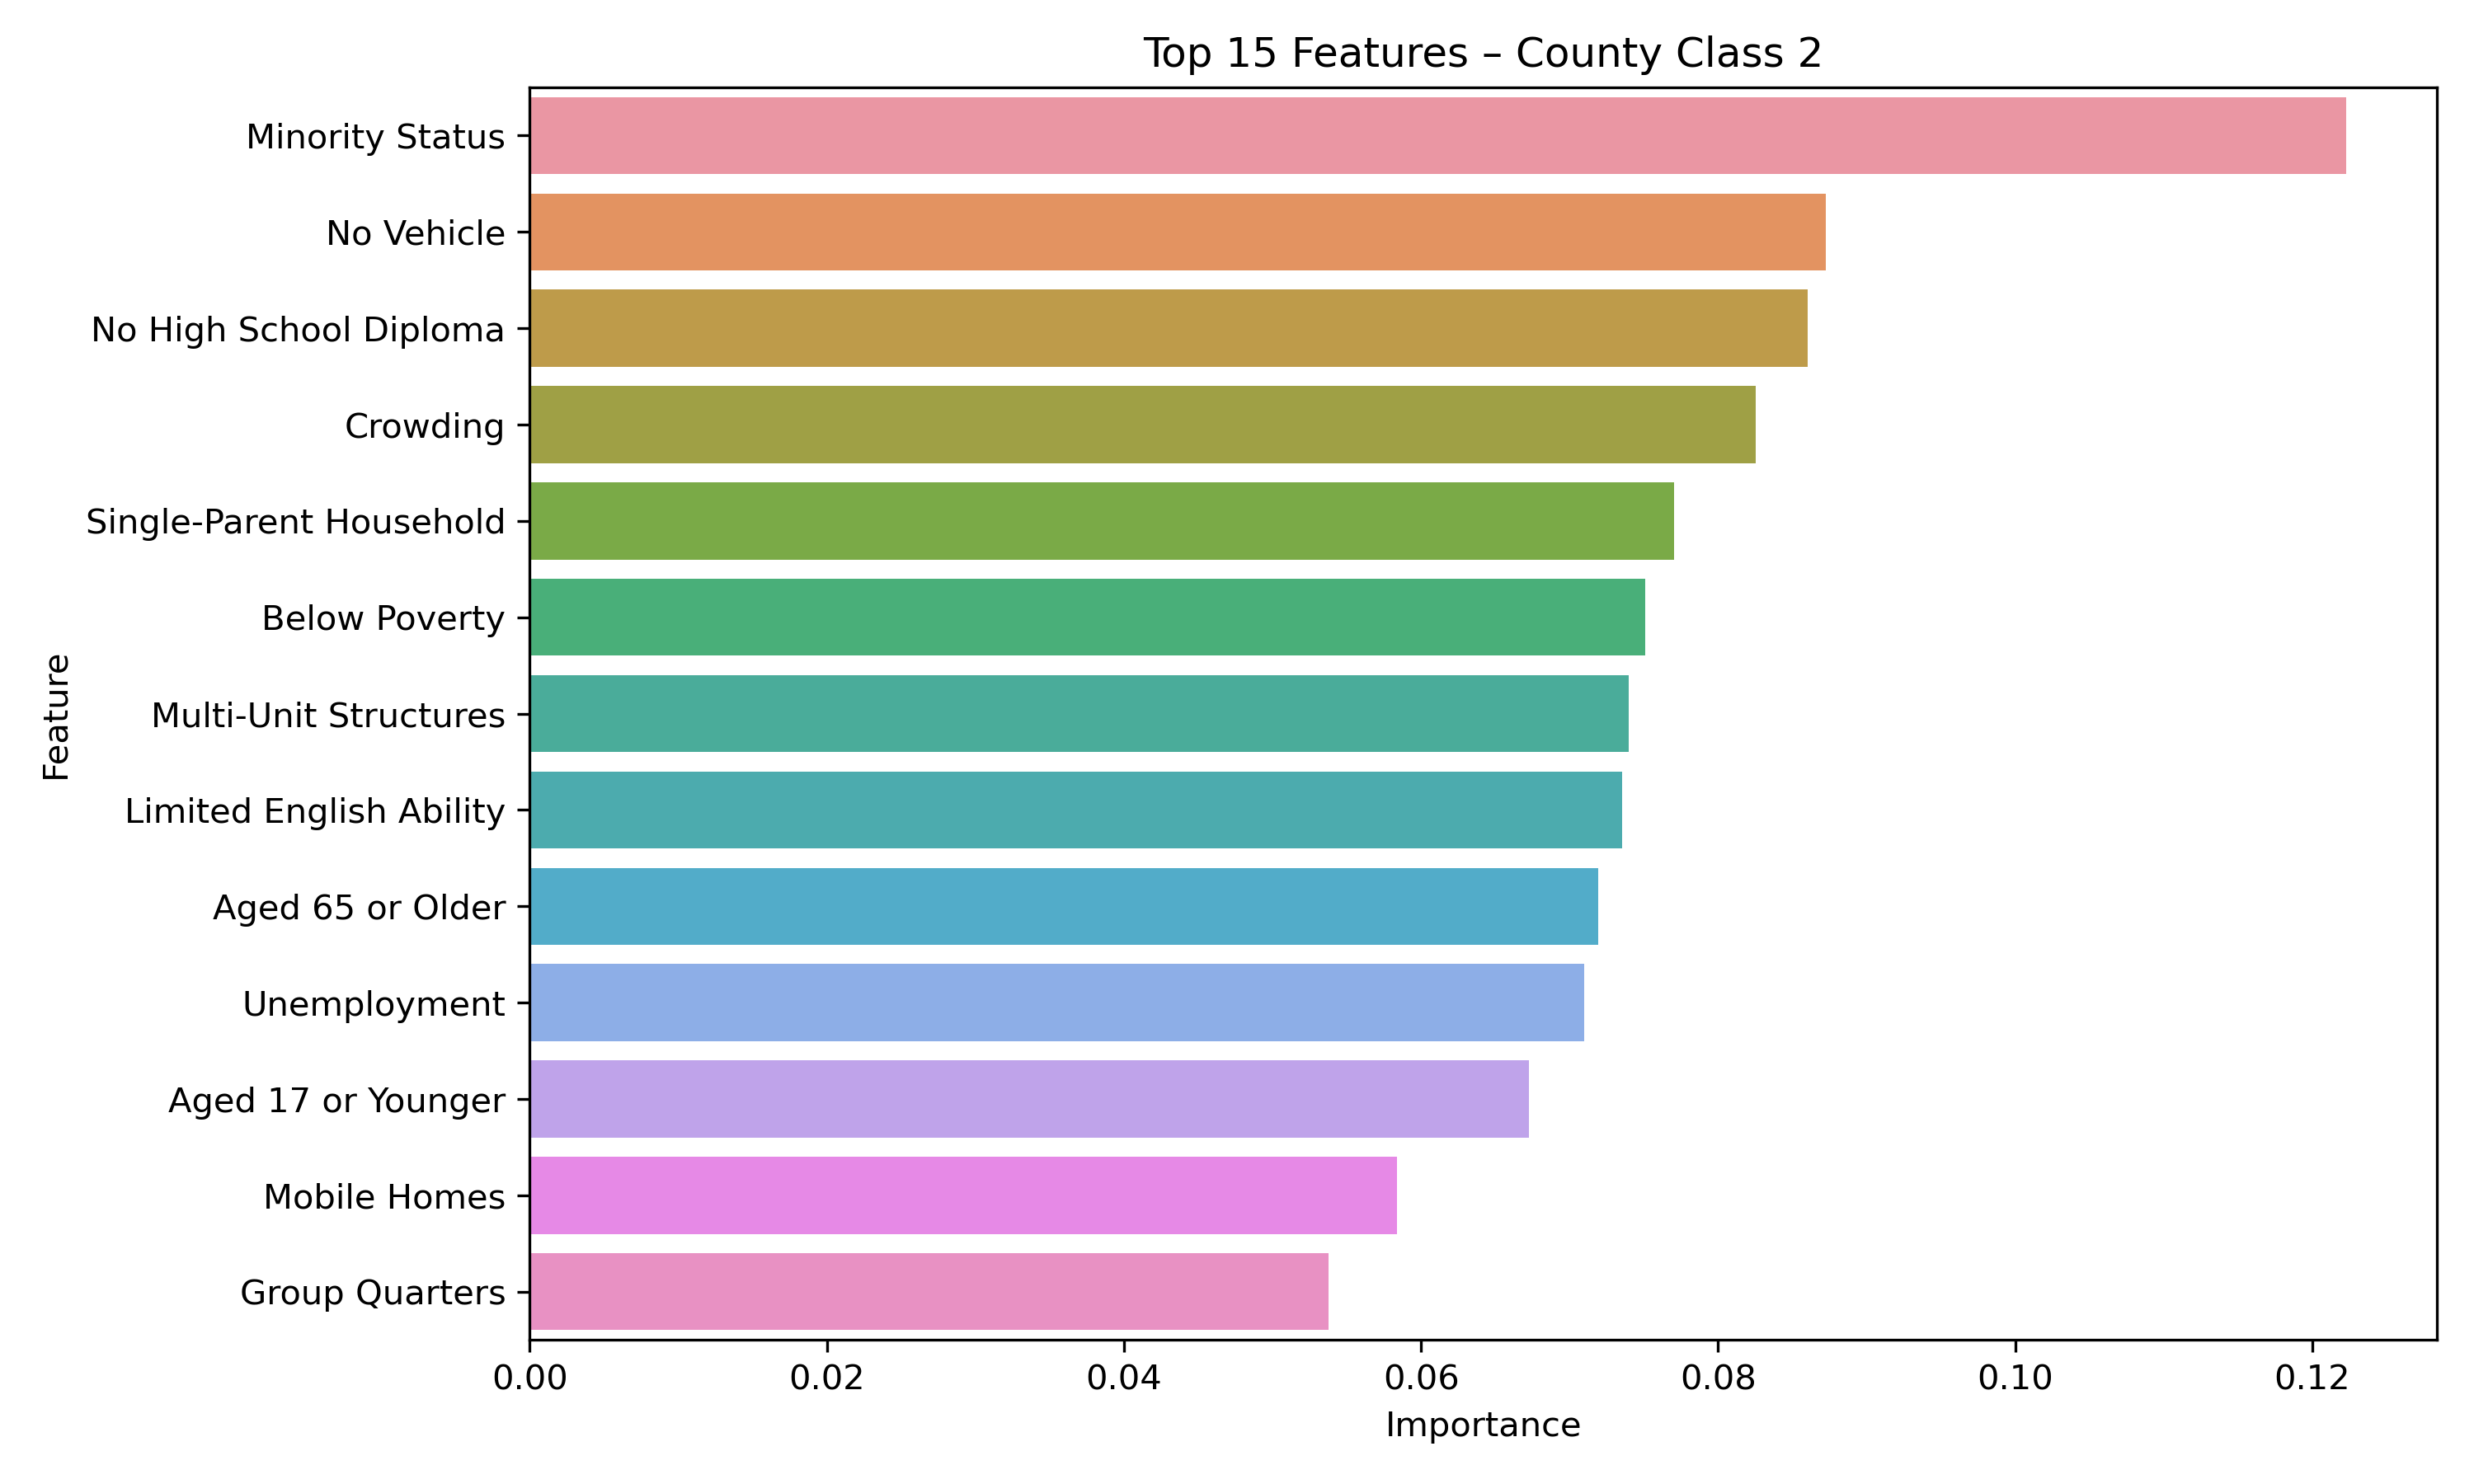 Top 15 Features – County Class 2
Feature
Minority Status
No Vehicle
No High School Diploma
Crowding
Single-Parent Household
Below Poverty
Multi-Unit Structures
Limited English Ability
Aged 65 or Older
Unemployment
Aged 17 or Younger
Mobile Homes
Group Quarters
0.00 0.02 0.04 0.06 0.08 0.10 0.12
Importance